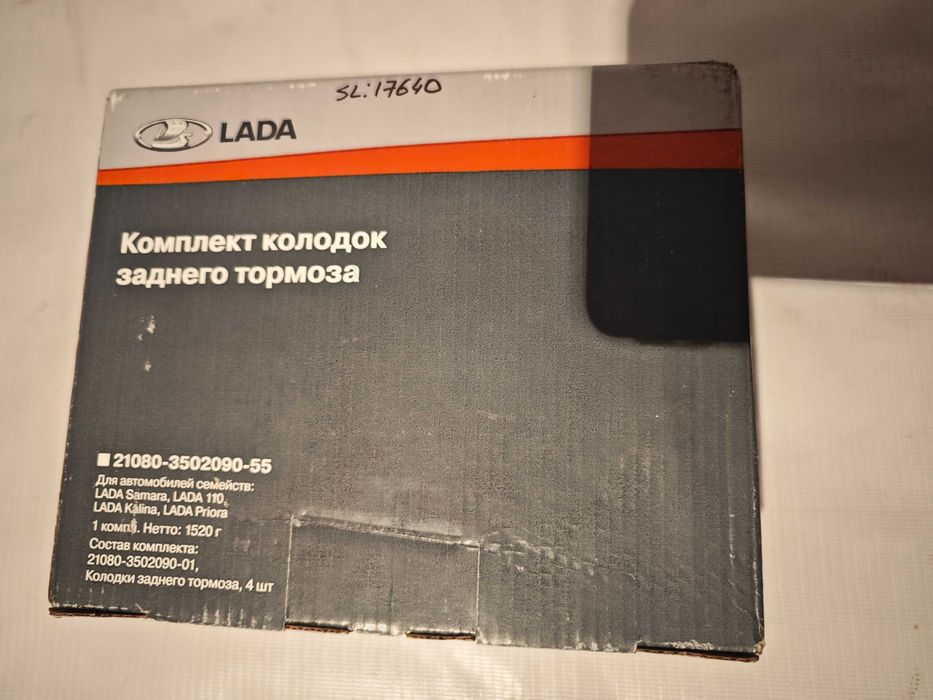 SL:17640
LADA
Комплект колодок
заднего тормоза
21080-3502090-55
Для автомобилей семейств:
LADA Samara, LADA 110,
LADA Kalina, LADA Priora
1 компл. Нетто: 1520 г
Состав комплекта:
21080-3502090-01,
Колодки заднего тормоза, 4 шт